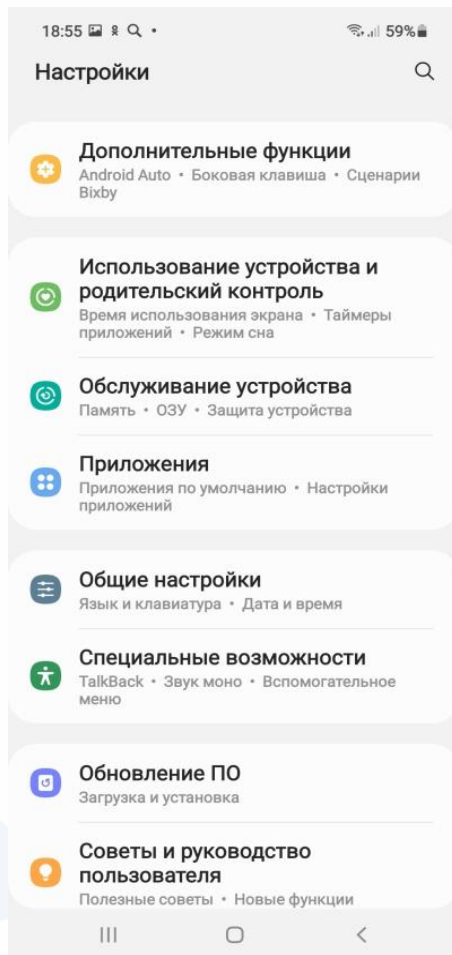 18:55
59%
Настройки
Дополнительные функции
Android Auto • Боковая клавиша • Сценарии
Bixby
Использование устройства и
родительский контроль
Время использования экрана • Таймеры
приложений • Режим сна
Обслуживание устройства
Память • ОЗУ • Защита устройства
Приложения
Приложения по умолчанию • Настройки
приложений
Общие настройки
Язык и клавиатура • Дата и время
Специальные возможности
TalkBack • Звук моно • Вспомогательное
меню
Обновление ПО
Загрузка и установка
Советы и руководство
пользователя
Полезные советы • Новые функции